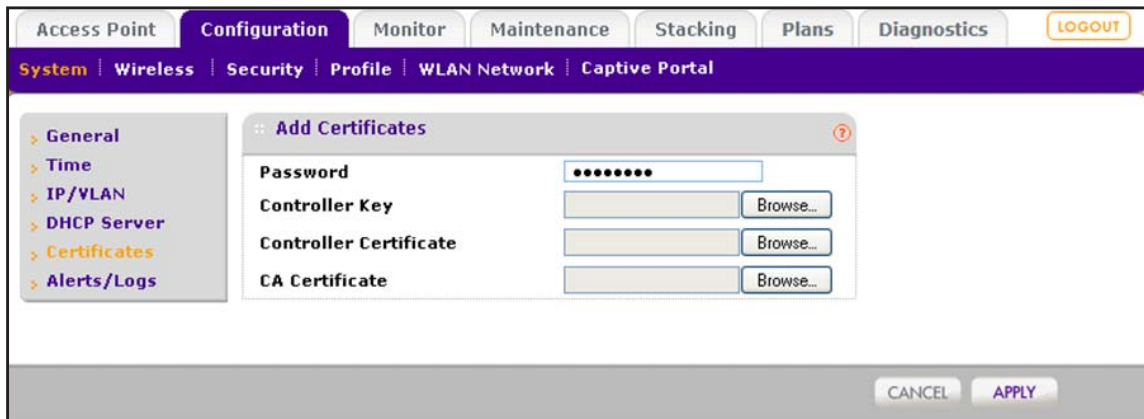 Access Point Configuration Monitor Maintenance Stacking Plans Diagnostics LOGOUT
System Wireless Security Profile WLAN Network Captive Portal
General
Time
IP/VLAN
DHCP Server
Certificates
Alerts/Logs
Add Certificates ?
Password ••••••••
Controller Key Browse...
Controller Certificate Browse...
CA Certificate Browse...
CANCEL APPLY